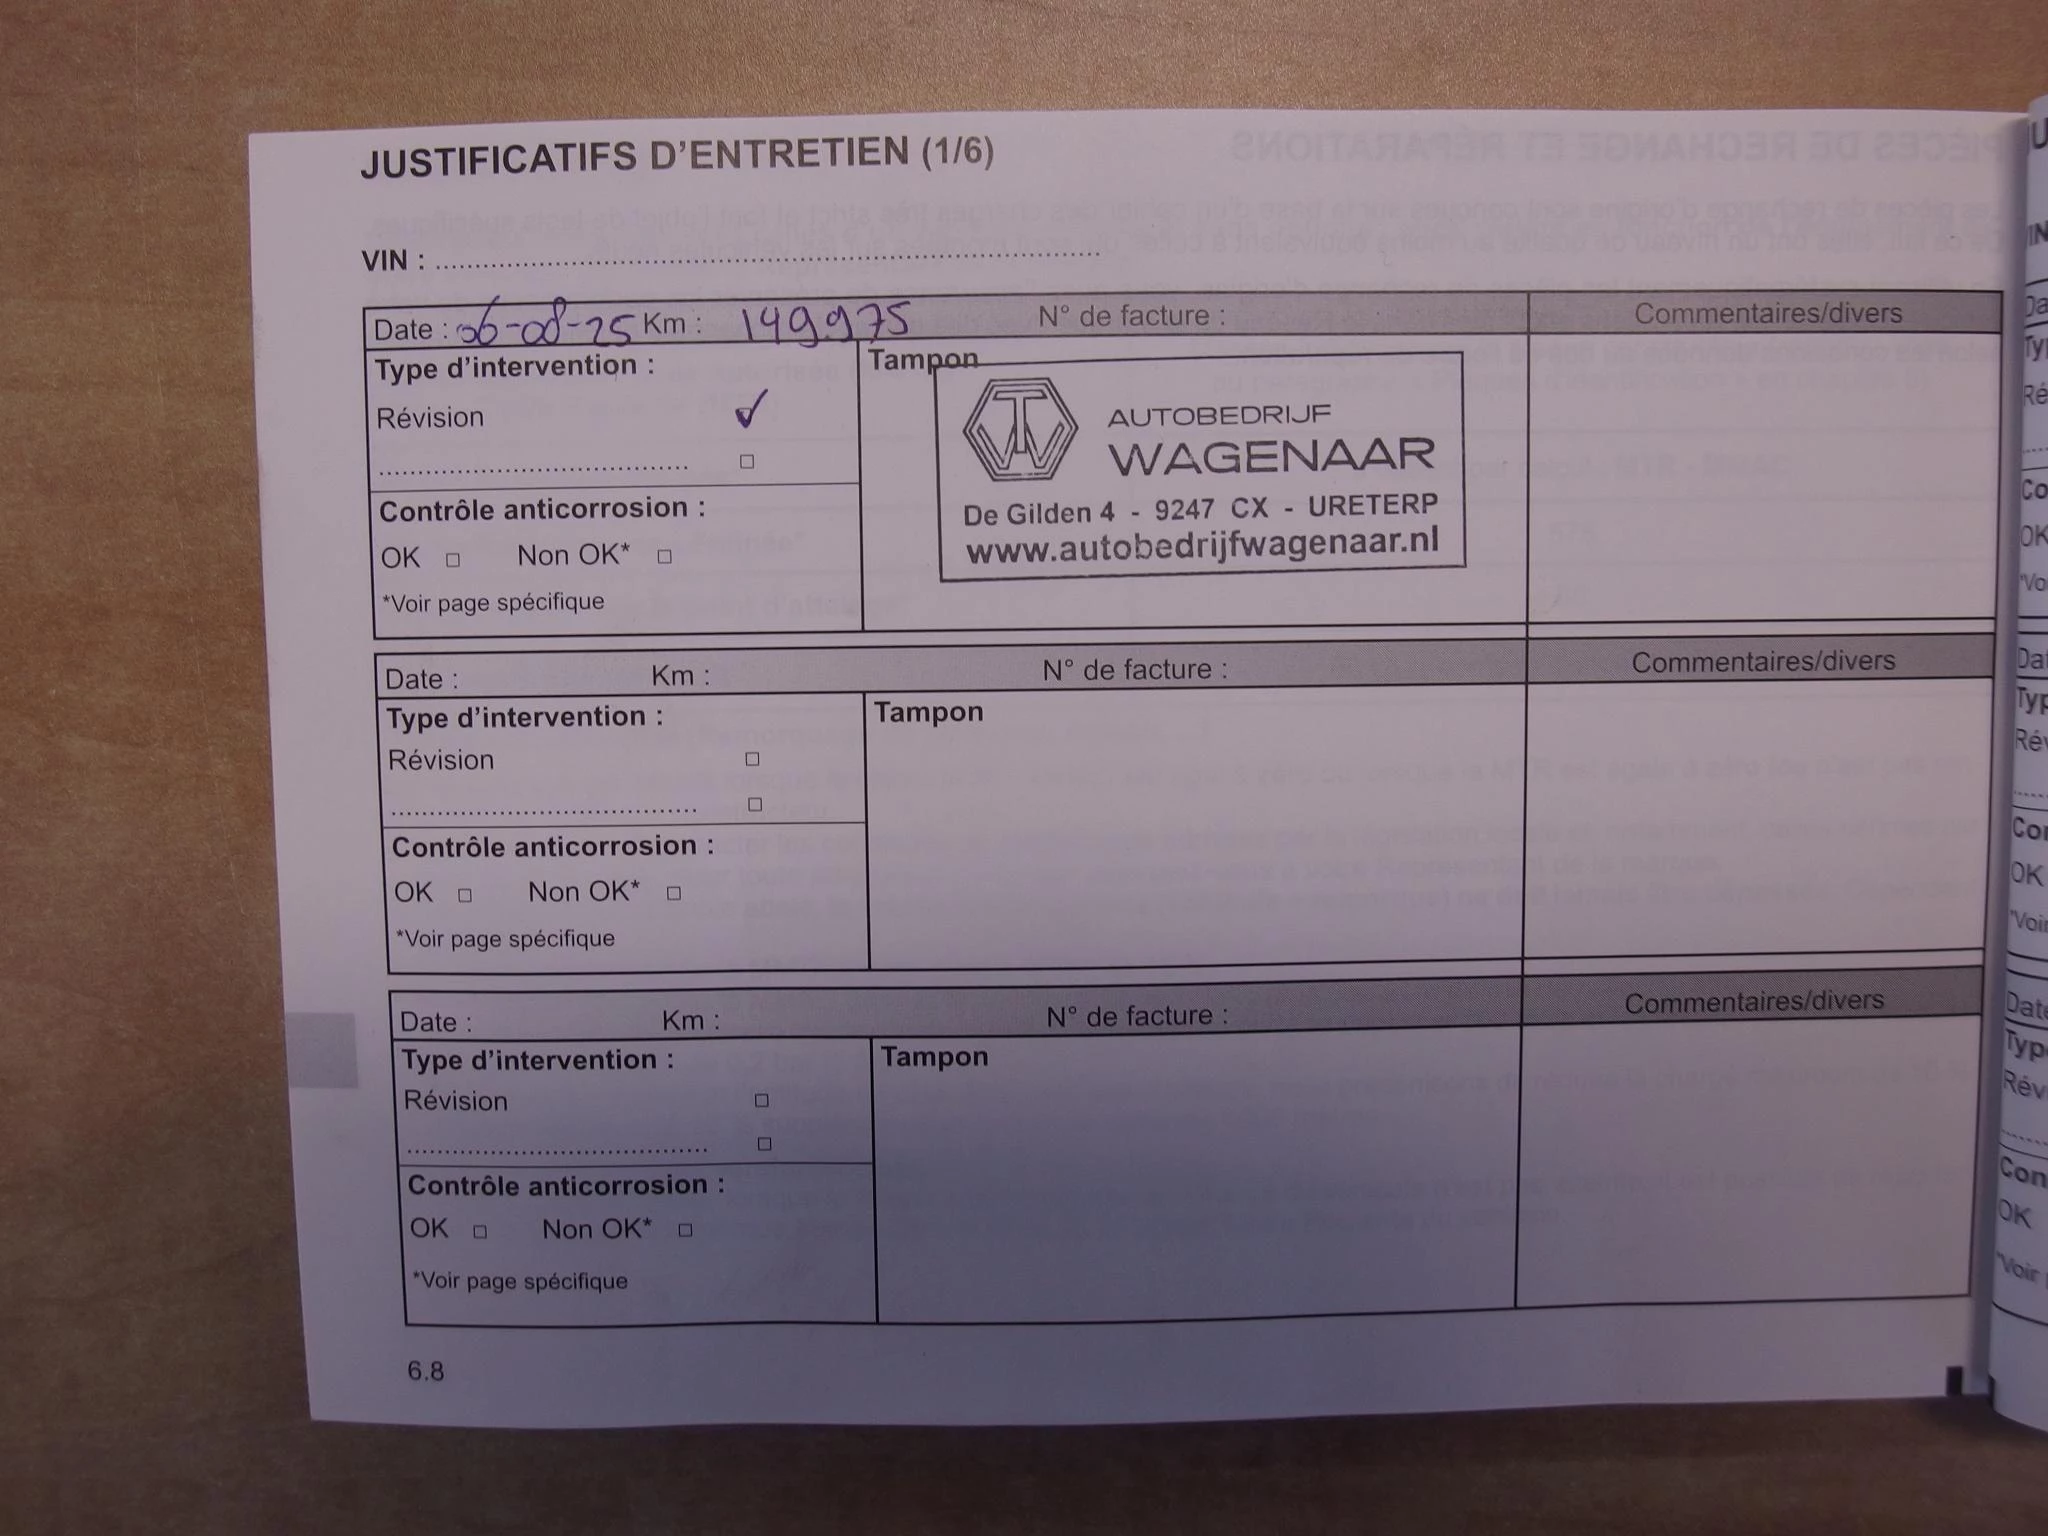 JUSTIFICATIFS D'ENTRETIEN (1/6)
VIN : ......................................................................................
Date : 06-08-25 Km : 149.975 N° de facture : Commentaires/divers
Type d'intervention : Tampon
Révision ✓
........................................ □
Contrôle anticorrosion :
OK □ Non OK* □
*Voir page spécifique
AUTOBEDRIJF
WAGENAAR
De Gilden 4 - 9247 CX - URETERP
www.autobedrijfwagenaar.nl
Date : Km : N° de facture : Commentaires/divers
Type d'intervention : Tampon
Révision □
........................................ □
Contrôle anticorrosion :
OK □ Non OK* □
*Voir page spécifique
Date : Km : N° de facture : Commentaires/divers
Type d'intervention : Tampon
Révision □
....................................... □
Contrôle anticorrosion :
OK □ Non OK* □
*Voir page spécifique
6.8